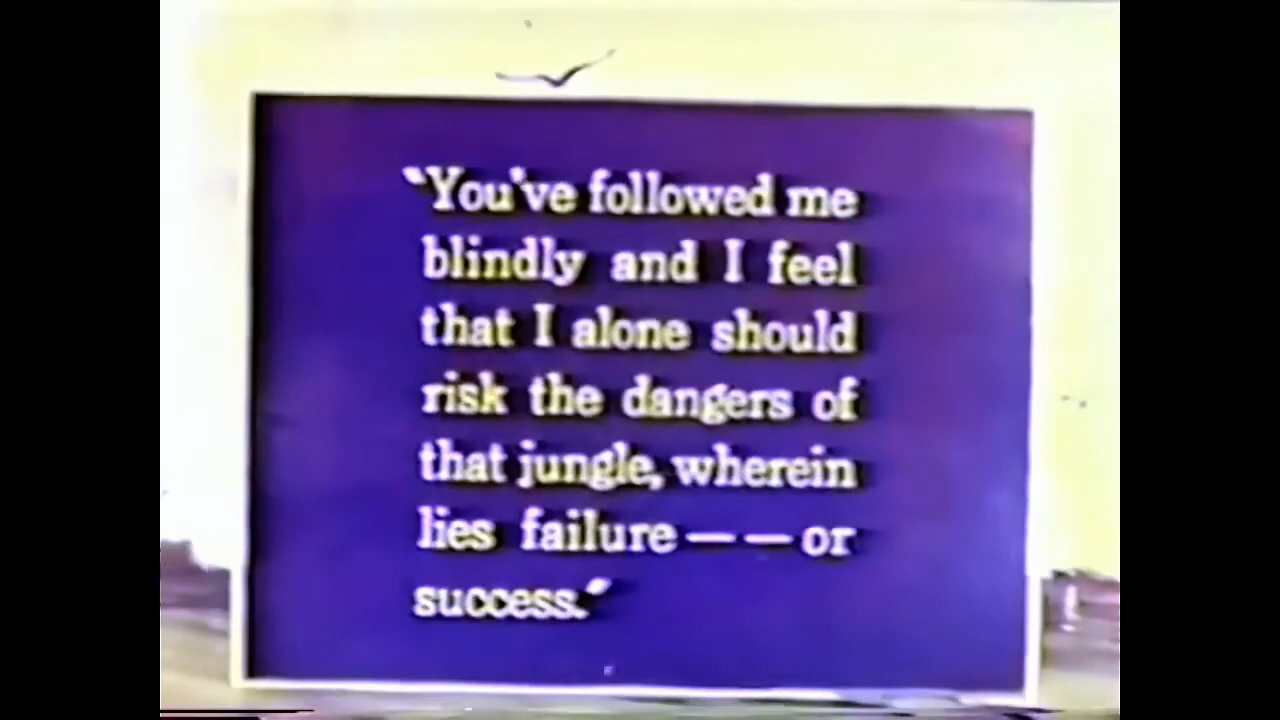 "You've followed me
blindly and I feel
that I alone should
risk the dangers of
that jungle, wherein
lies failure — — or
success."